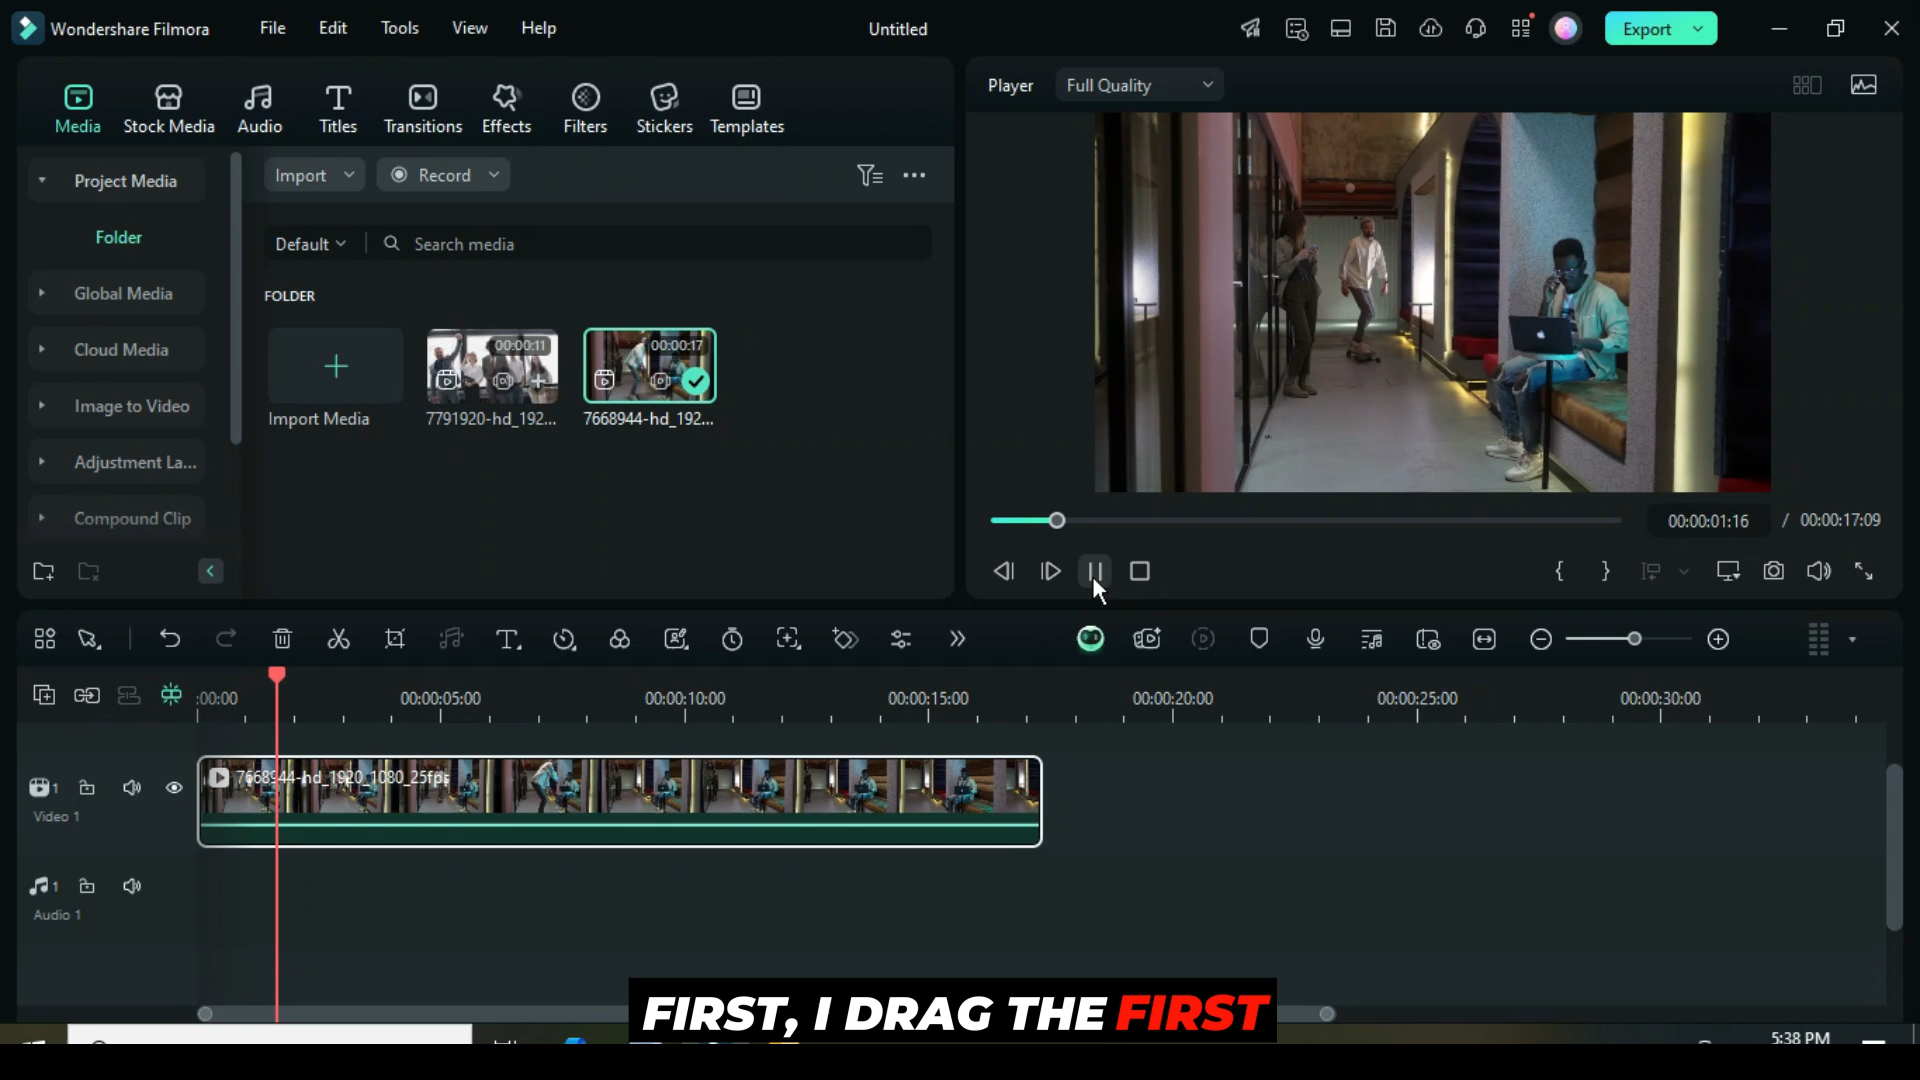 Wondershare Filmora
File
Edit
Tools
View
Help
Untitled
Export
Media
Stock Media
Audio
Titles
Transitions
Effects
Filters
Stickers
Templates
Player
Full Quality
Project Media
Folder
Global Media
Cloud Media
Image to Video
Adjustment La...
Compound Clip
Import
Record
Default
Search media
FOLDER
00:00:11
00:00:17
Import Media
7791920-hd_192...
7668944-hd_192...
00:00:01:16
/
00:00:17:09
:00:00
00:00:05:00
00:00:10:00
00:00:15:00
00:00:20:00
00:00:25:00
00:00:30:00
7668944-hd_1920_1080_25fps
1
Video 1
1
Audio 1
FIRST, I DRAG THE FIRST
5:38 PM